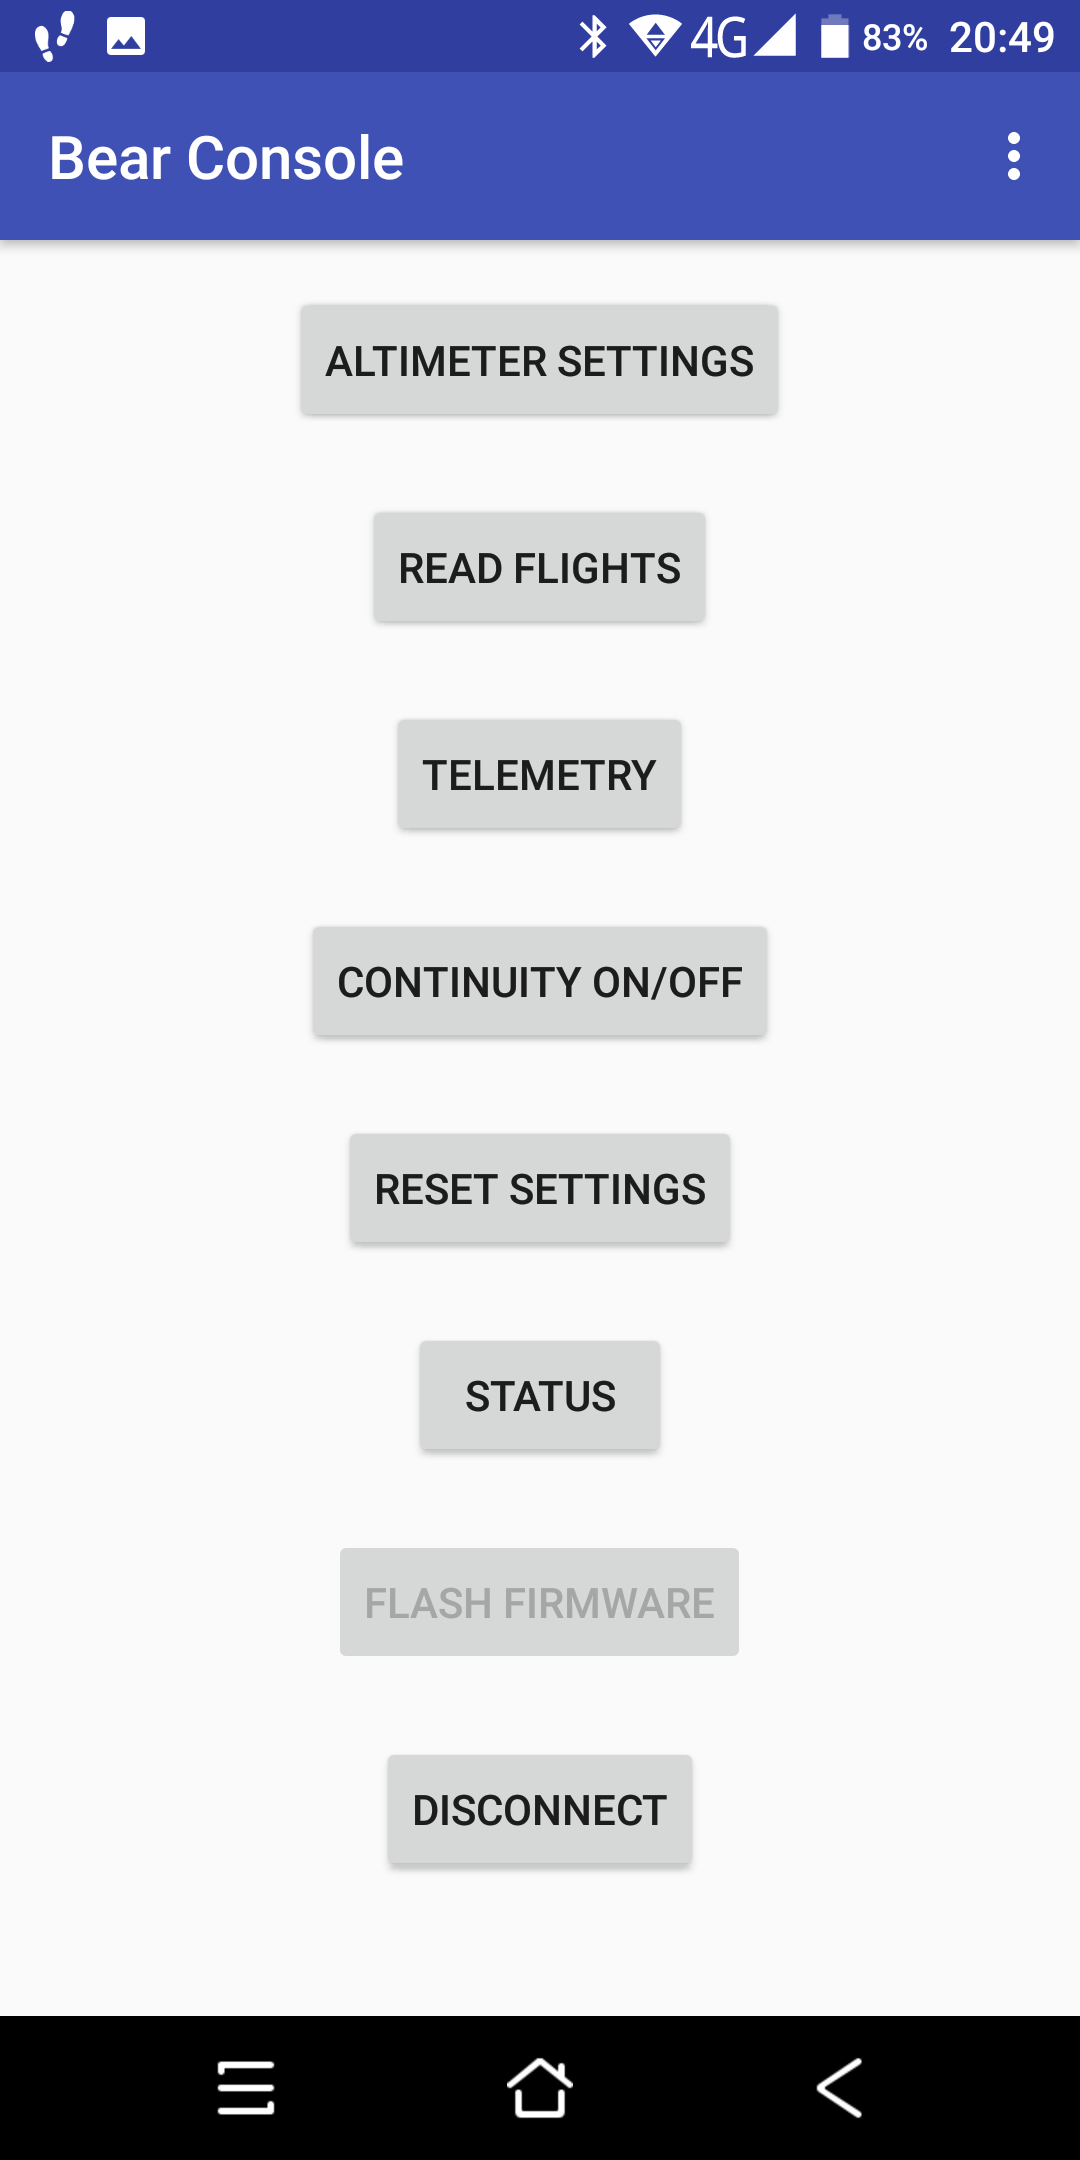 4G 83% 20:49
Bear Console
ALTIMETER SETTINGS
READ FLIGHTS
TELEMETRY
CONTINUITY ON/OFF
RESET SETTINGS
STATUS
FLASH FIRMWARE
DISCONNECT